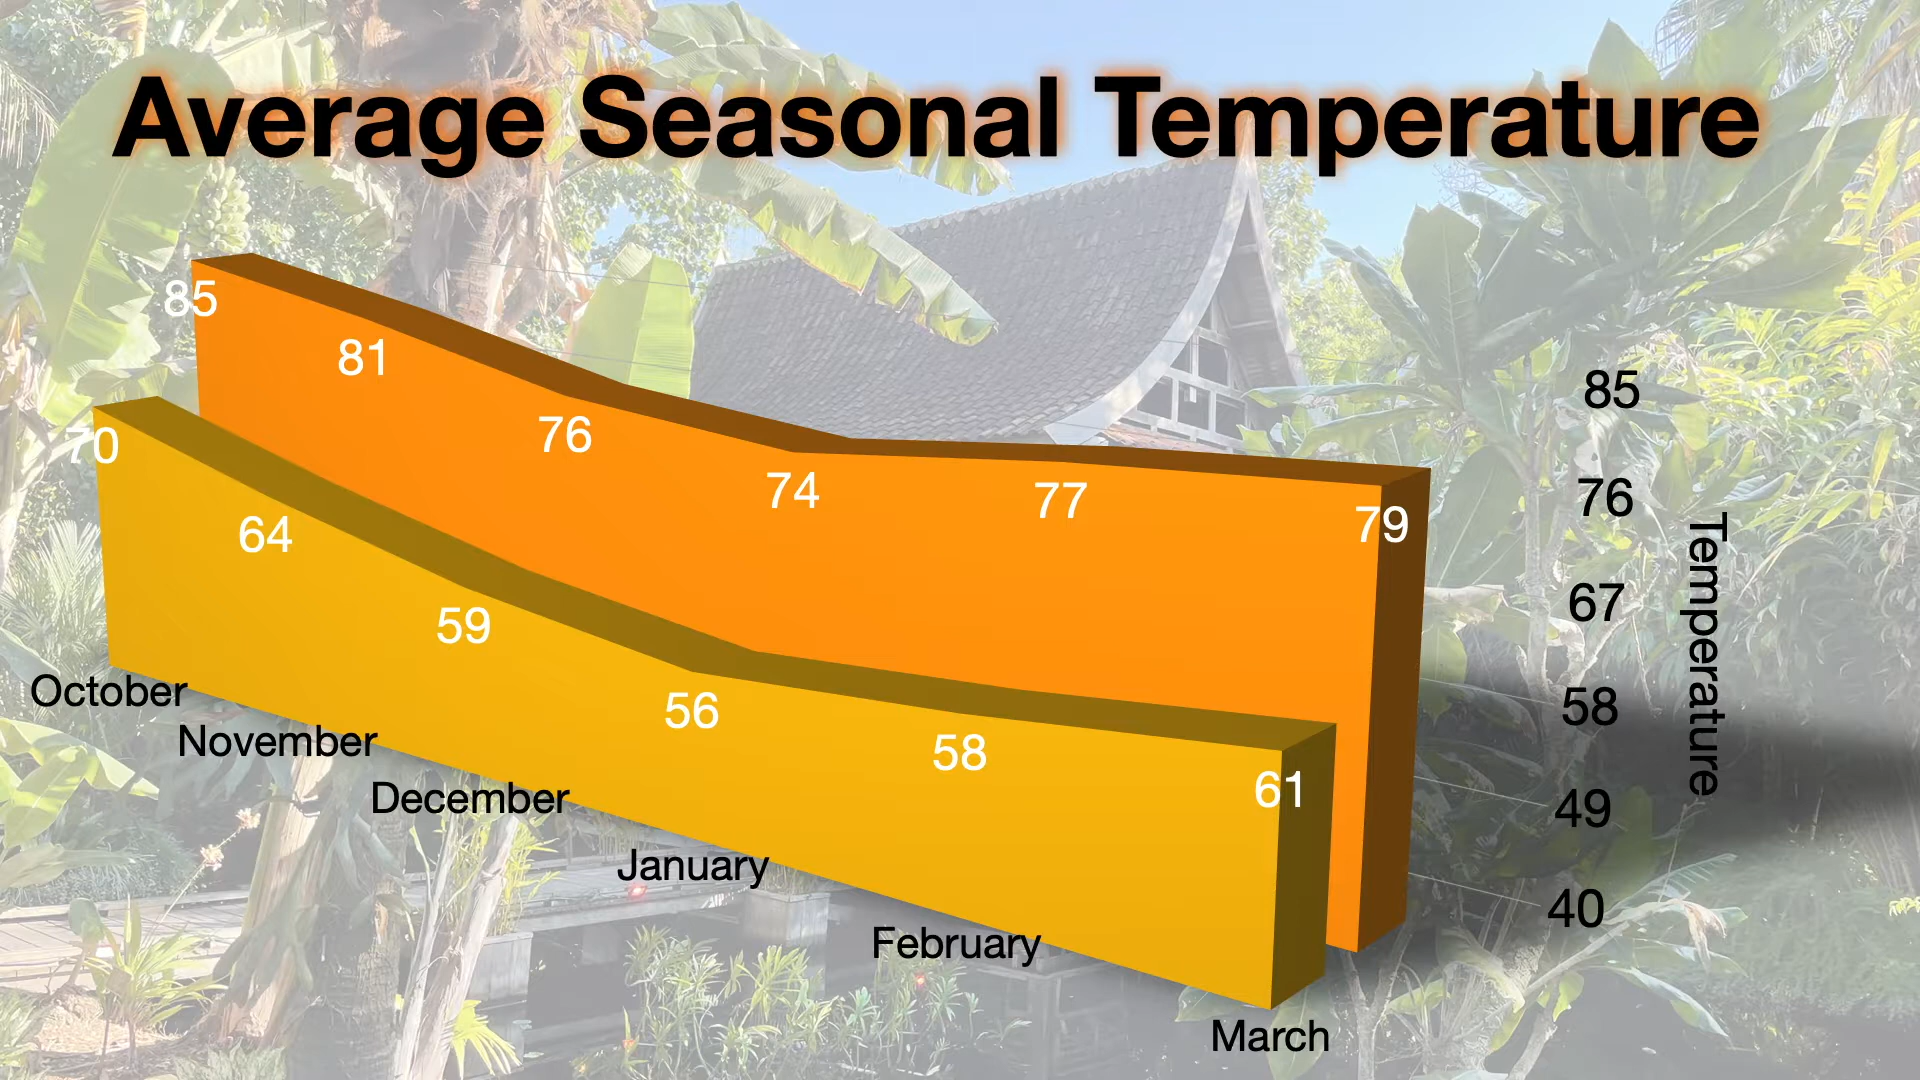 Average Seasonal Temperature
85
81
76
74
77
79
70
64
59
56
58
61
October
November
December
January
February
March
85
76
67
58
49
40
Temperature